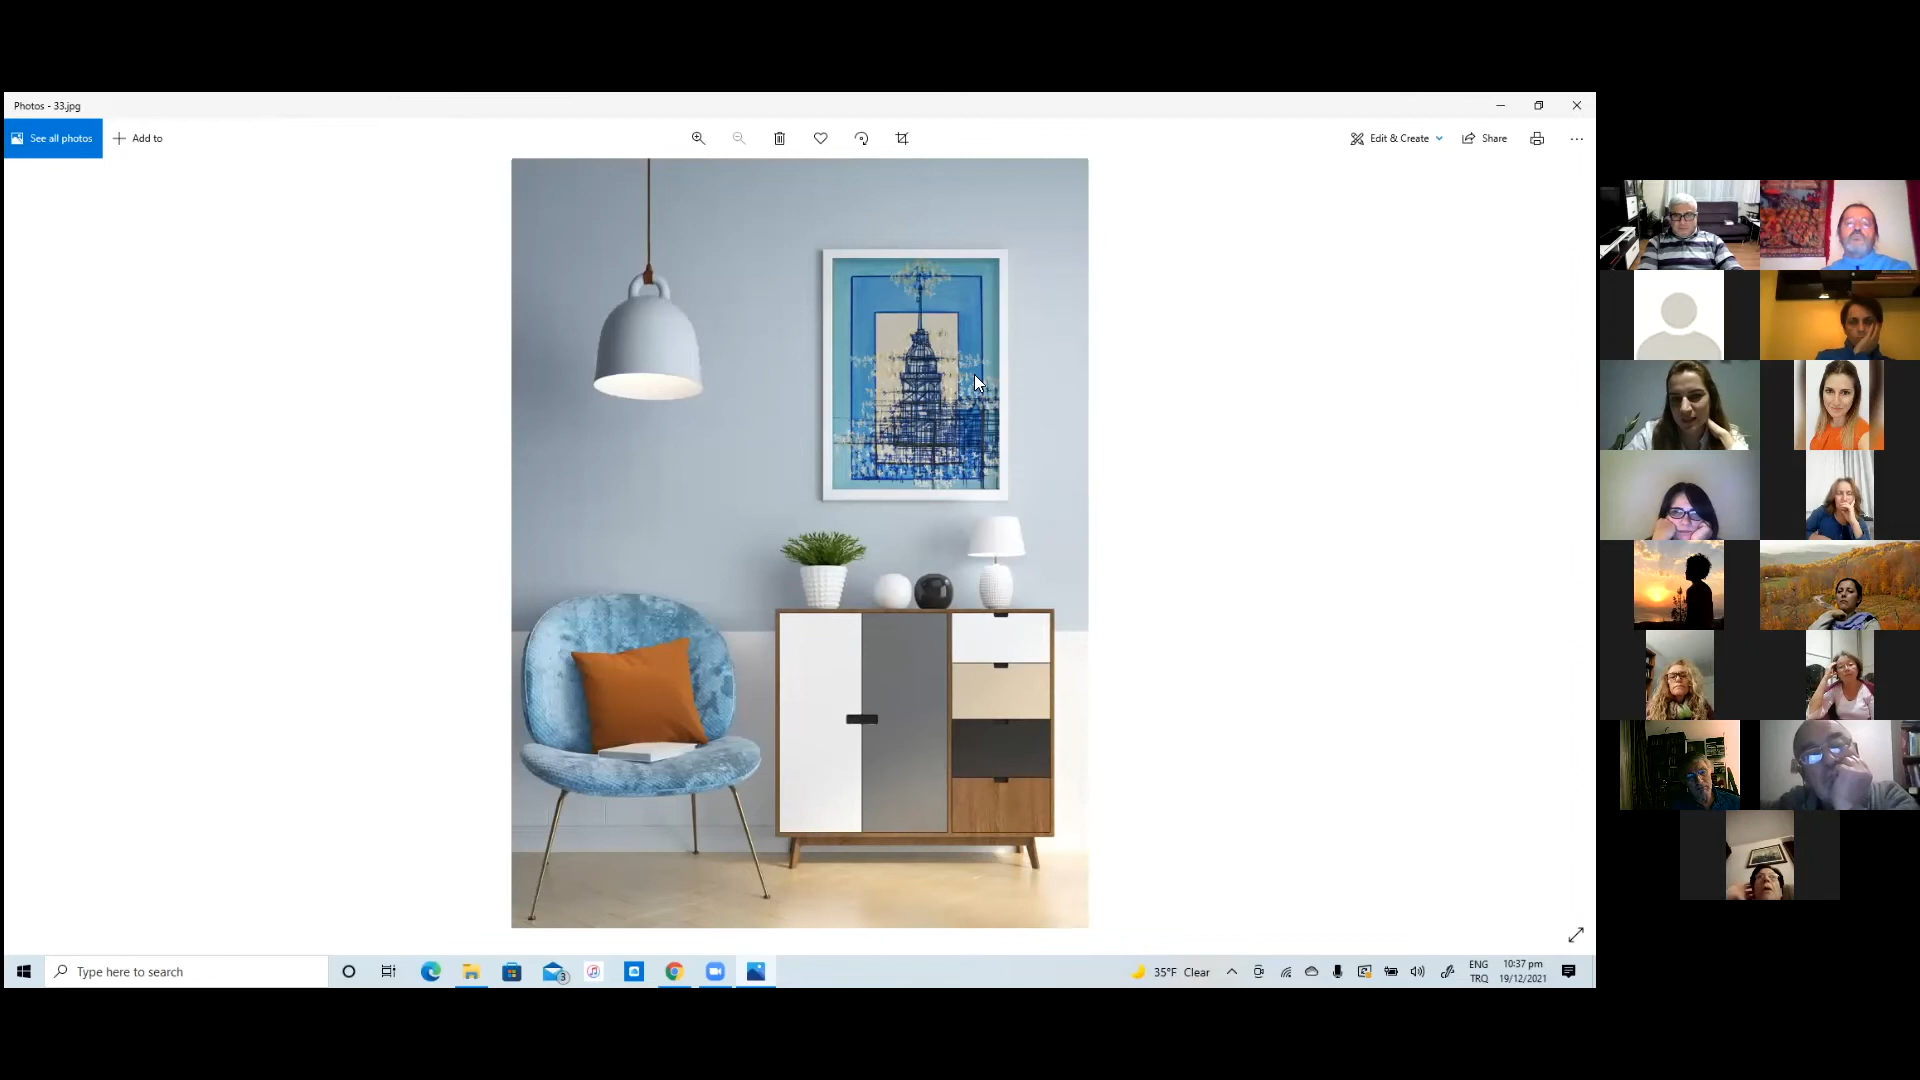 Photos - 33.jpg
See all photos
Add to
Edit & Create
Share
Type here to search
3
35°F Clear
ENG
TRQ
10:37 pm
19/12/2021